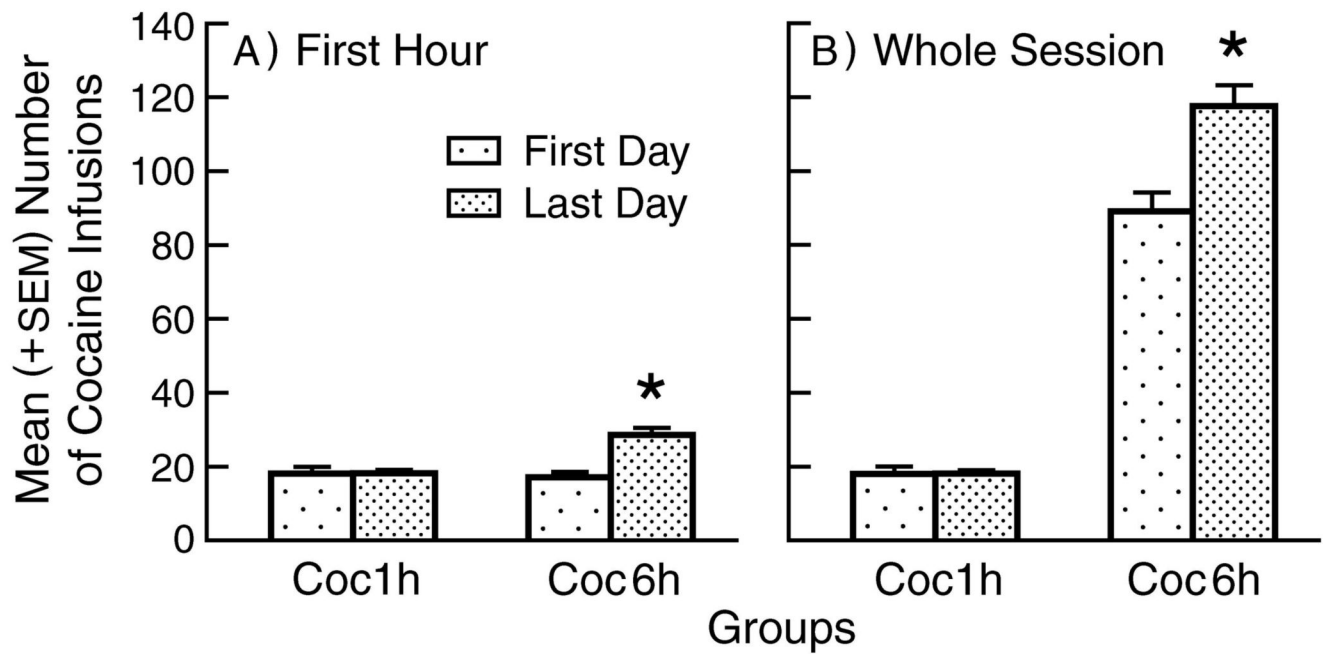 Mean (+SEM) Number
of Cocaine Infusions
140
120
100
80
60
40
20
0
A) First Hour
First Day
Last Day
*
Coc1h
Coc6h
B) Whole Session
*
Coc1h
Coc6h
Groups